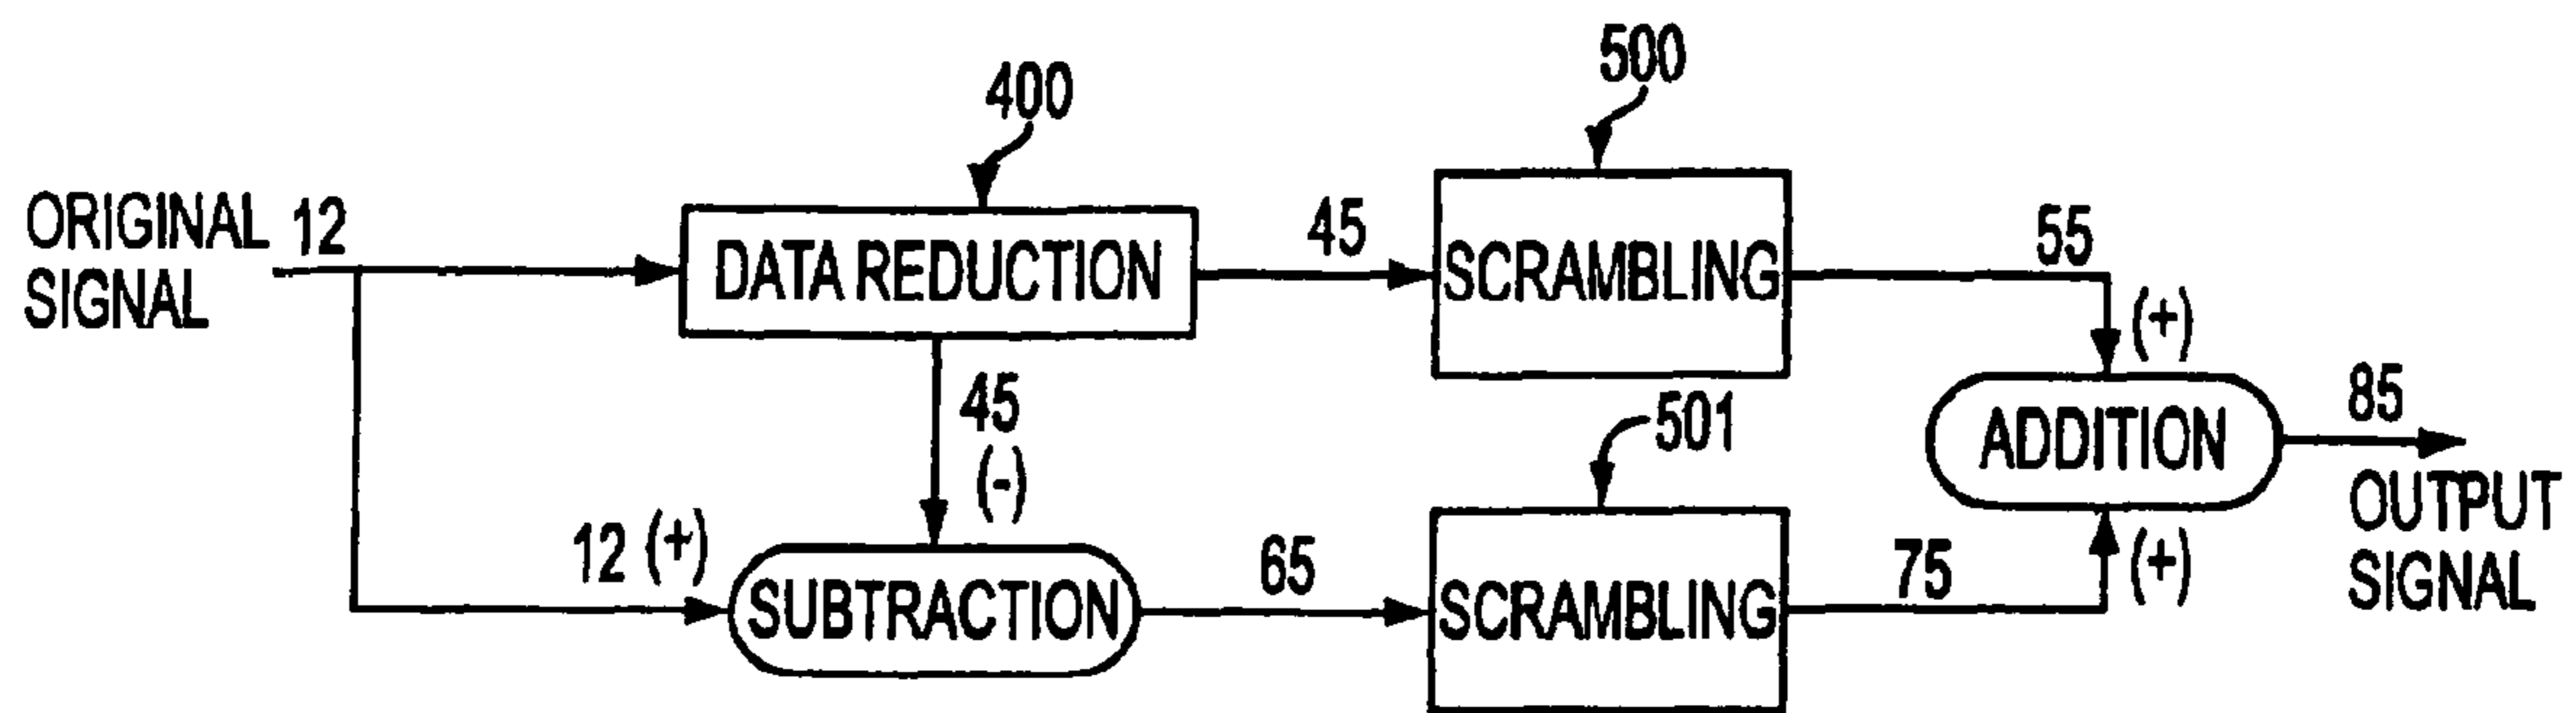 500
400
ORIGINAL
SIGNAL
12
DATA REDUCTION
45
SCRAMBLING
55
(+)
45
(-)
501
ADDITION
85
OUTPUT
SIGNAL
12 (+)
SUBTRACTION
65
SCRAMBLING
75
(+)